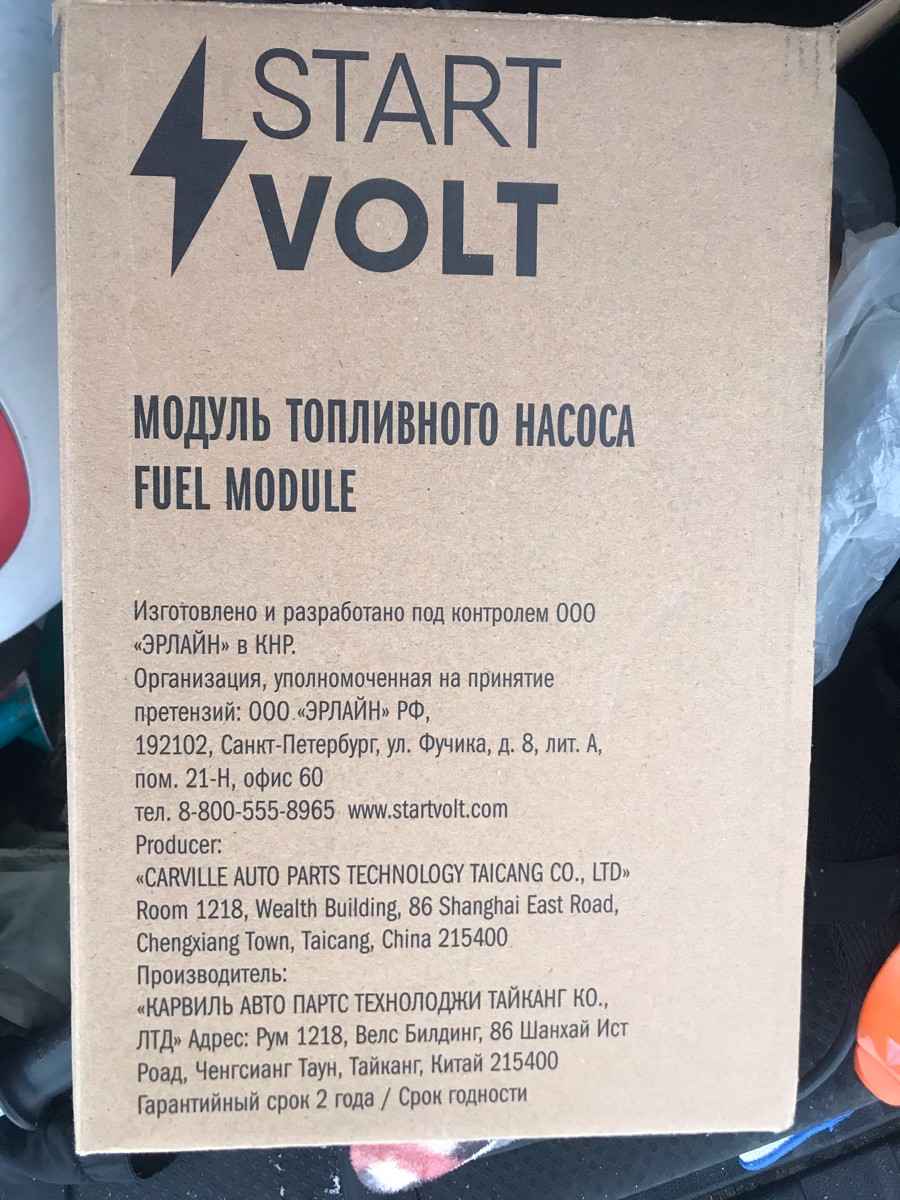 START
VOLT
МОДУЛЬ ТОПЛИВНОГО НАСОСА
FUEL MODULE
Изготовлено и разработано под контролем ООО
«ЭРЛАЙН» в КНР.
Организация, уполномоченная на принятие
претензий: ООО «ЭРЛАЙН» РФ,
192102, Санкт-Петербург, ул. Фучика, д. 8, лит. А,
пом. 21-Н, офис 60
тел. 8-800-555-8965 www.startvolt.com
Producer:
«CARVILLE AUTO PARTS TECHNOLOGY TAICANG CO., LTD»
Room 1218, Wealth Building, 86 Shanghai East Road,
Chengxiang Town, Taicang, China 215400
Производитель:
«КАРВИЛЬ АВТО ПАРТС ТЕХНОЛОДЖИ ТАЙКАНГ КО.,
ЛТД» Адрес: Рум 1218, Велс Билдинг, 86 Шанхай Ист
Роад, Ченгсианг Таун, Тайканг, Китай 215400
Гарантийный срок 2 года / Срок годности